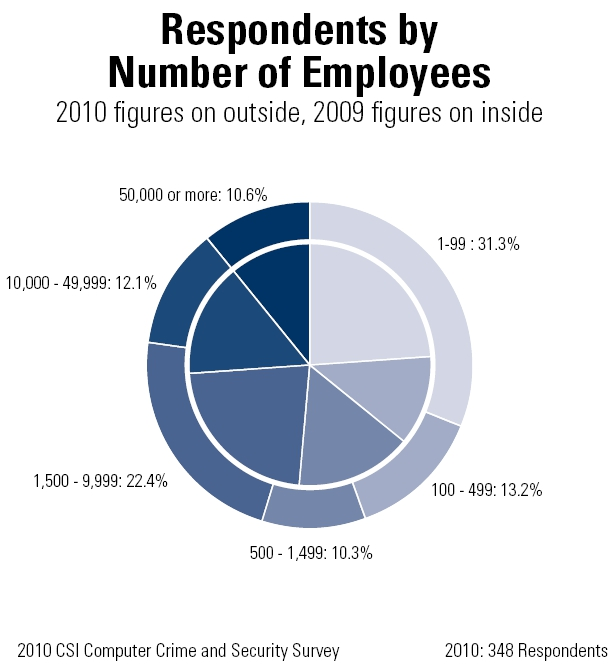 Respondents by
Number of Employees
2010 figures on outside, 2009 figures on inside
50,000 or more: 10.6%
1-99 : 31.3%
10,000 - 49,999: 12.1%
1,500 - 9,999: 22.4%
100 - 499: 13.2%
500 - 1,499: 10.3%
2010 CSI Computer Crime and Security Survey
2010: 348 Respondents